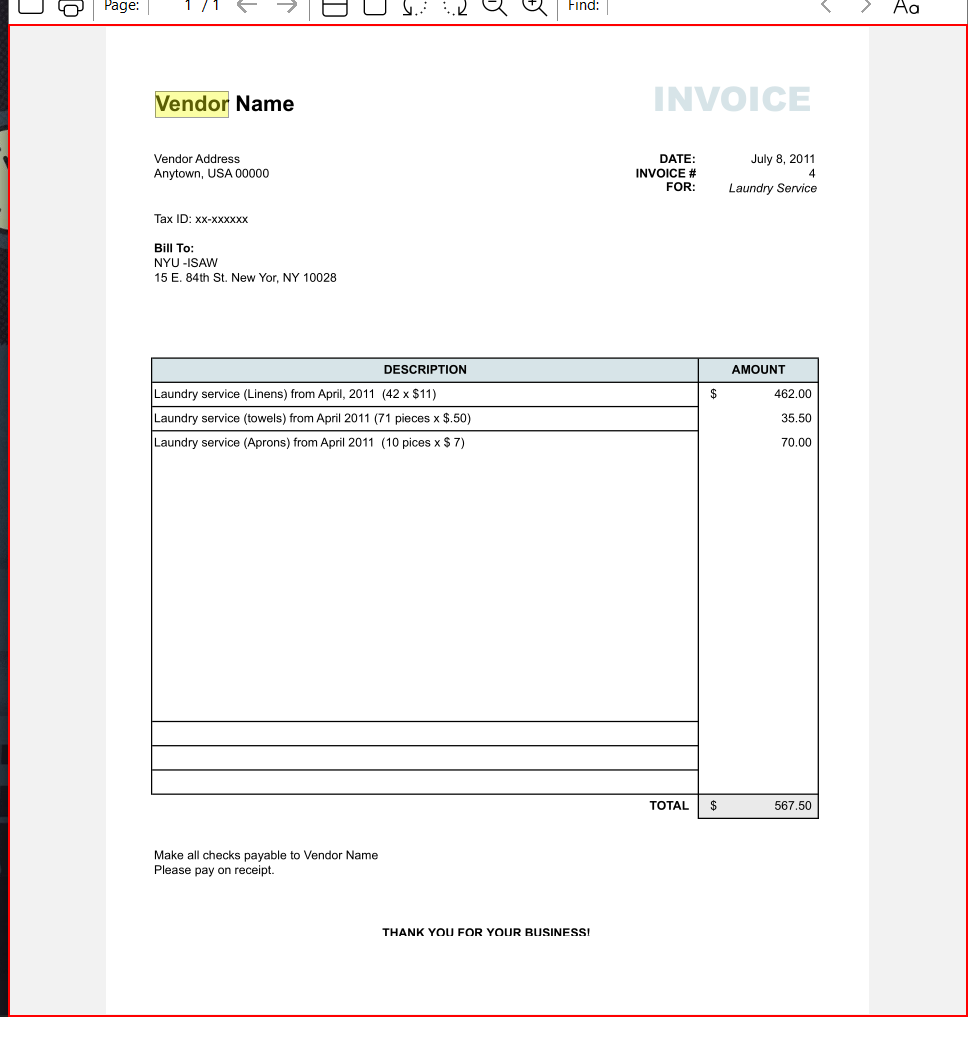 Page: 1 / 1 Find: Aa
Vendor Name
INVOICE
Vendor Address
Anytown, USA 00000
DATE: July 8, 2011
INVOICE # 4
FOR: Laundry Service
Tax ID: xx-xxxxxx
Bill To:
NYU -ISAW
15 E. 84th St. New Yor, NY 10028
DESCRIPTION AMOUNT
Laundry service (Linens) from April, 2011 (42 x $11) $ 462.00
Laundry service (towels) from April 2011 (71 pieces x $.50) 35.50
Laundry service (Aprons) from April 2011 (10 pices x $ 7) 70.00
TOTAL $ 567.50
Make all checks payable to Vendor Name
Please pay on receipt.
THANK YOU FOR YOUR BUSINESS!